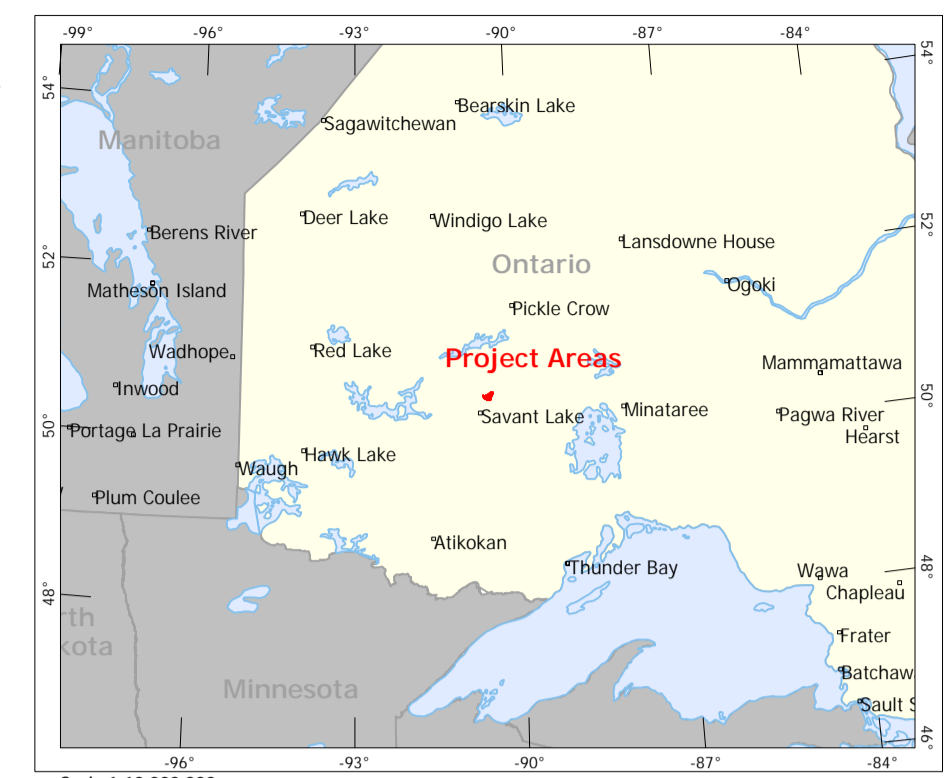 -99° -96° -93° -90° -87° -84°
54°
54°
Bearskin Lake
Sagawitchewan
Manitoba
Deer Lake
Windigo Lake
52°
Berens River
Lansdowne House
52°
Ontario
Ogoki
Matheson Island
Pickle Crow
Wadhope
Red Lake
Project Areas
Mammamattawa
Inwood
50°
Savant Lake
Minataree
Pagwa River
50°
Portage La Prairie
Hearst
Hawk Lake
Waugh
Plum Coulee
Atikokan
Thunder Bay
48°
Wawa
48°
Chapleau
rth
kota
Frater
Batchaw
Minnesota
Sault S
46°
-96° -93° -90° -87° -84°